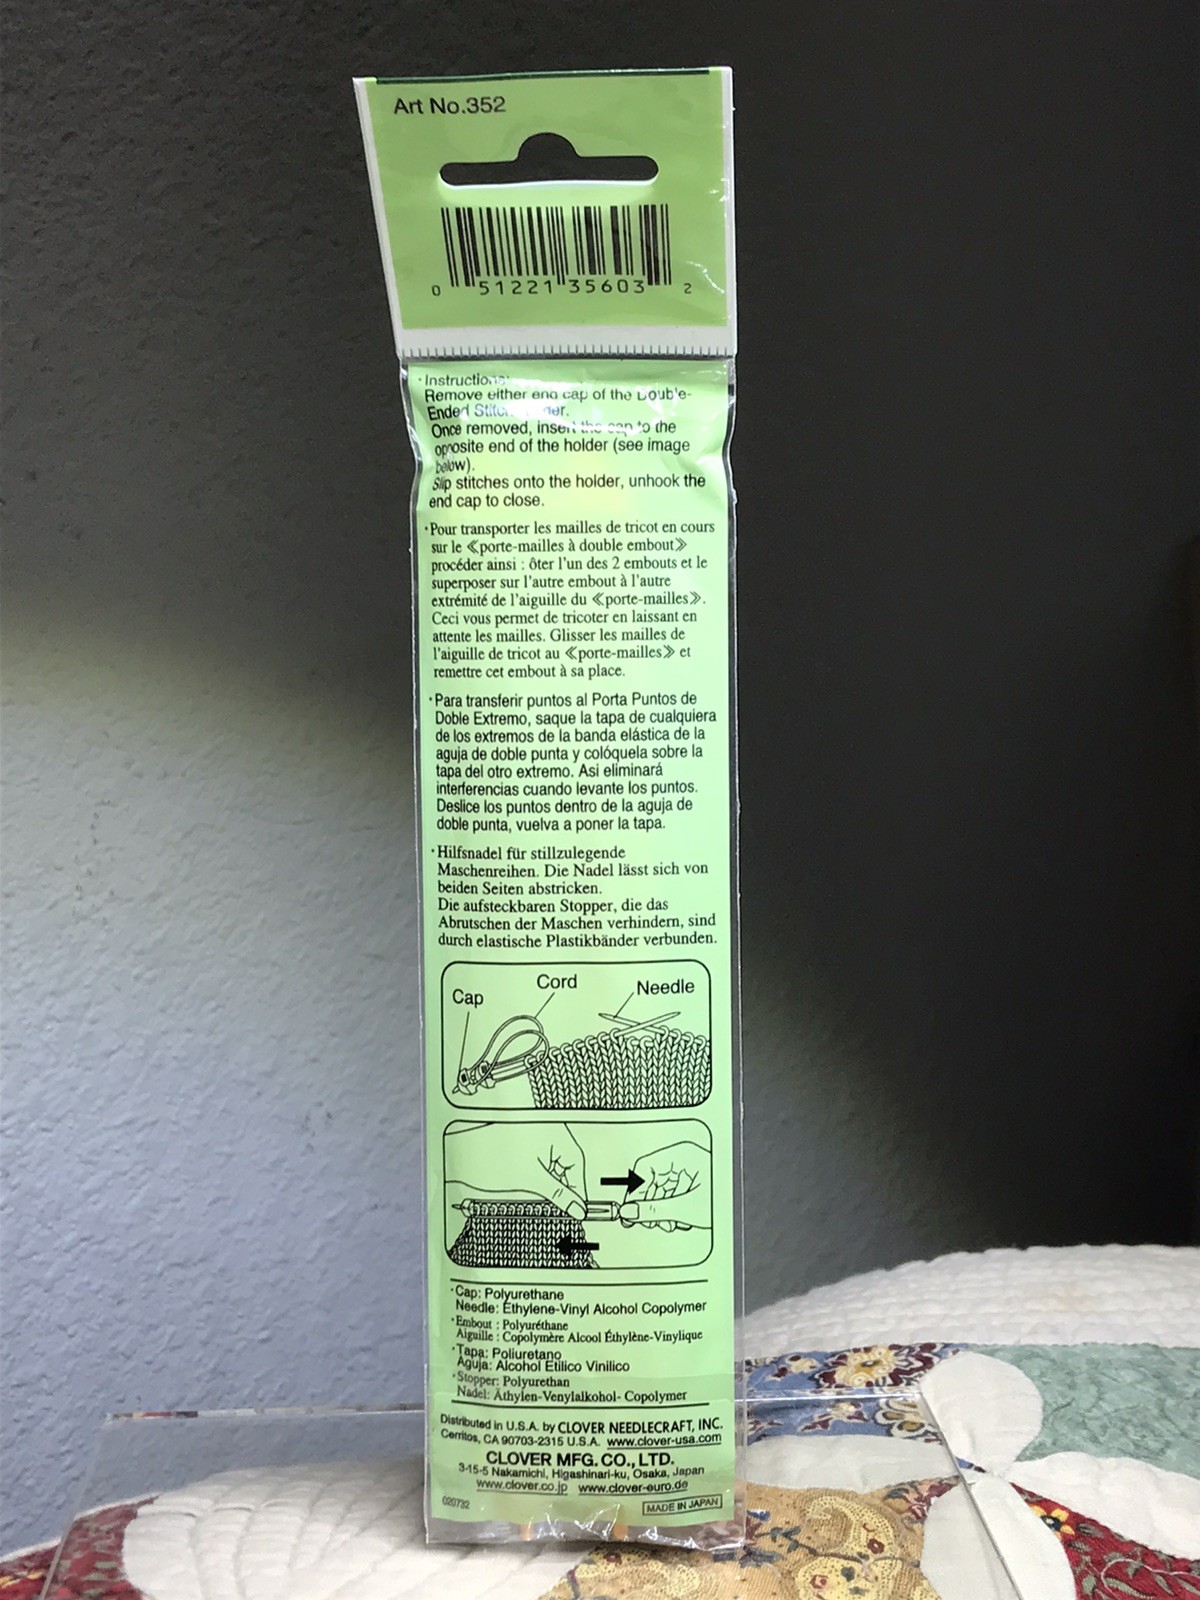 Art No.352
0 51221 35603 2
· Instructions:
Remove either end cap of the Double-
Ended Stitch
Once removed, insert the cap to the
opposite end of the holder (see image
below).
Slip stitches onto the holder, unhook the
end cap to close.
·Pour transporter les mailles de tricot en cours
sur le ≪porte-mailles à double embout≫
procéder ainsi : ôter l'un des 2 embouts et le
superposer sur l'autre embout à l'autre
extrémité de l'aiguille du ≪porte-mailles≫.
Ceci vous permet de tricoter en laissant en
attente les mailles. Glisser les mailles de
l'aiguille de tricot au ≪porte-mailles≫ et
remettre cet embout à sa place.
·Para transferir puntos al Porta Puntos de
Doble Extremo, saque la tapa de cualquiera
de los extremos de la banda elástica de la
aguja de doble punta y colóquela sobre la
tapa del otro extremo. Asi eliminará
interferencias cuando levante los puntos.
Deslice los puntos dentro de la aguja de
doble punta, vuelva a poner la tapa.
·Hilfsnadel für stillzulegende
Maschenreihen. Die Nadel lässt sich von
beiden Seiten abstricken.
Die aufsteckbaren Stopper, die das
Abrutschen der Maschen verhindern, sind
durch elastische Plastikbänder verbunden.
Cap
Cord
Needle
·Cap: Polyurethane
Needle: Ethylene-Vinyl Alcohol Copolymer
·Embout : Polyuréthane
Aiguille : Copolymère Alcool Éthylène-Vinylique
·Tapa: Poliuretano
Aguja: Alcohol Etilico Vinilico
·Stopper: Polyurethan
Nadel: Äthylen-Venylalkohol- Copolymer
Distributed in U.S.A. by CLOVER NEEDLECRAFT, INC.
Cerritos, CA 90703-2315 U.S.A. www.clover-usa.com
CLOVER MFG. CO., LTD.
3-15-5 Nakamichi, Higashinari-ku, Osaka, Japan
www.clover.co.jp www.clover-euro.de
020732
MADE IN JAPAN